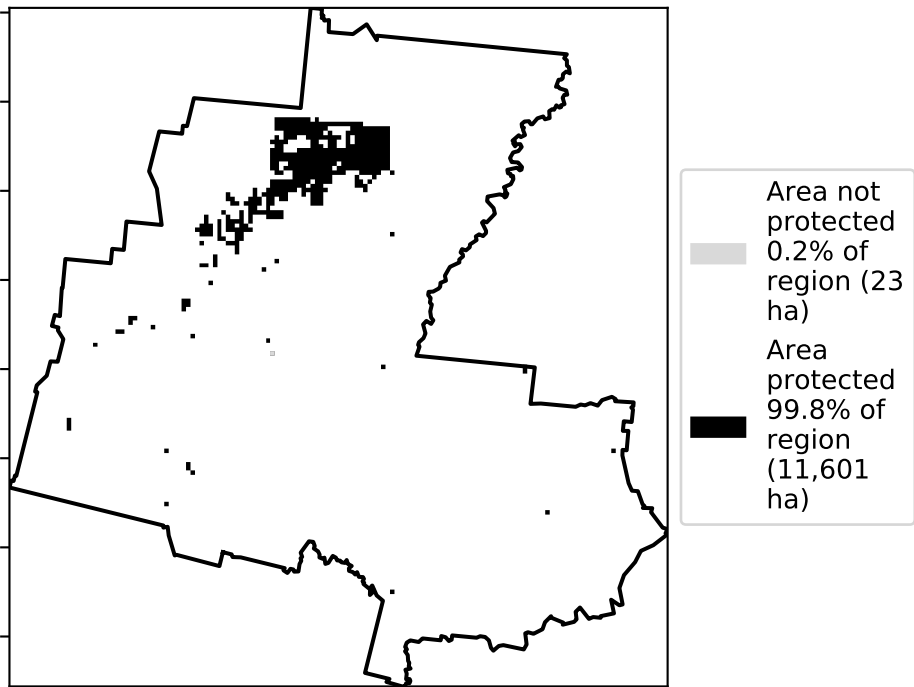 Area not
protected
0.2% of
region (23
ha)
Area
protected
99.8% of
region
(11,601
ha)